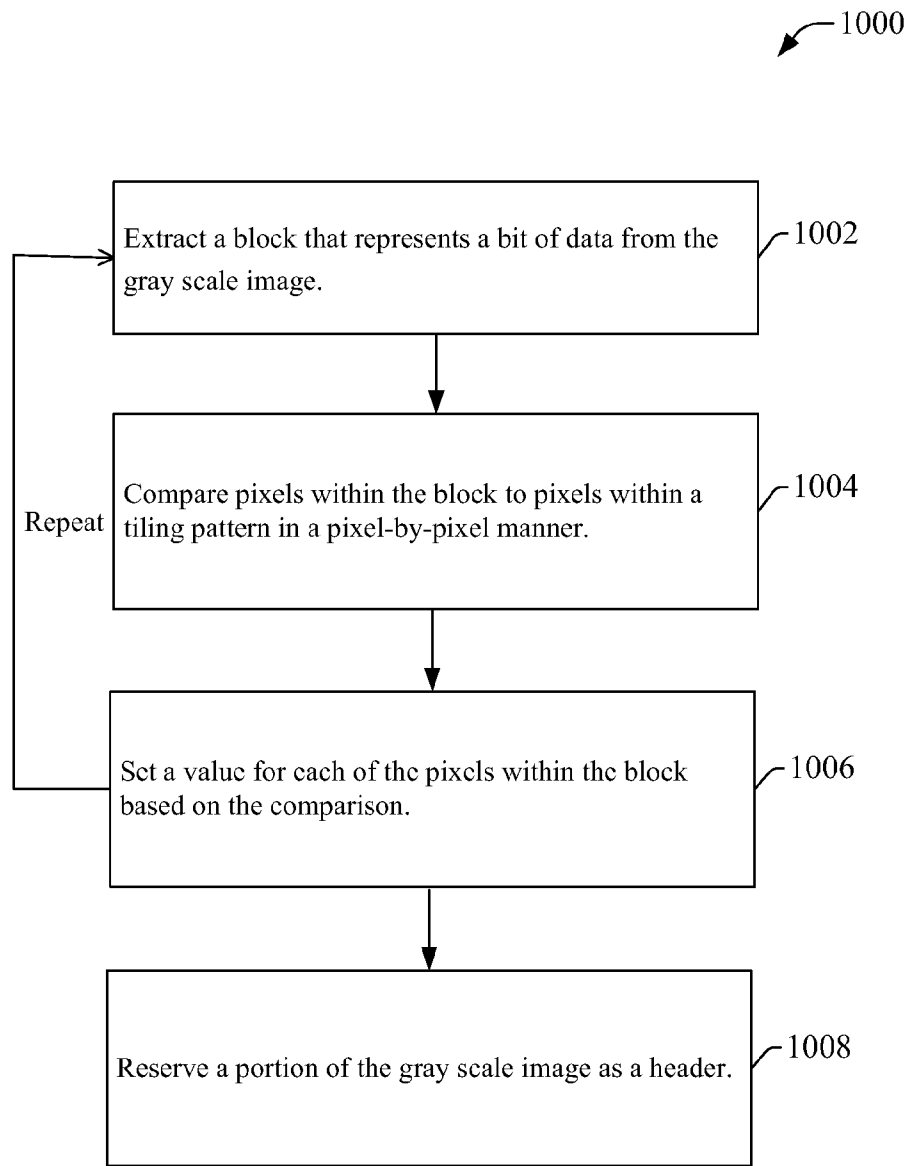 1000
Extract a block that represents a bit of data from the
gray scale image.
1002
Compare pixels within the block to pixels within a
tiling pattern in a pixel-by-pixel manner.
1004
Repeat
Set a value for each of the pixels within the block
based on the comparison.
1006
Reserve a portion of the gray scale image as a header.
1008